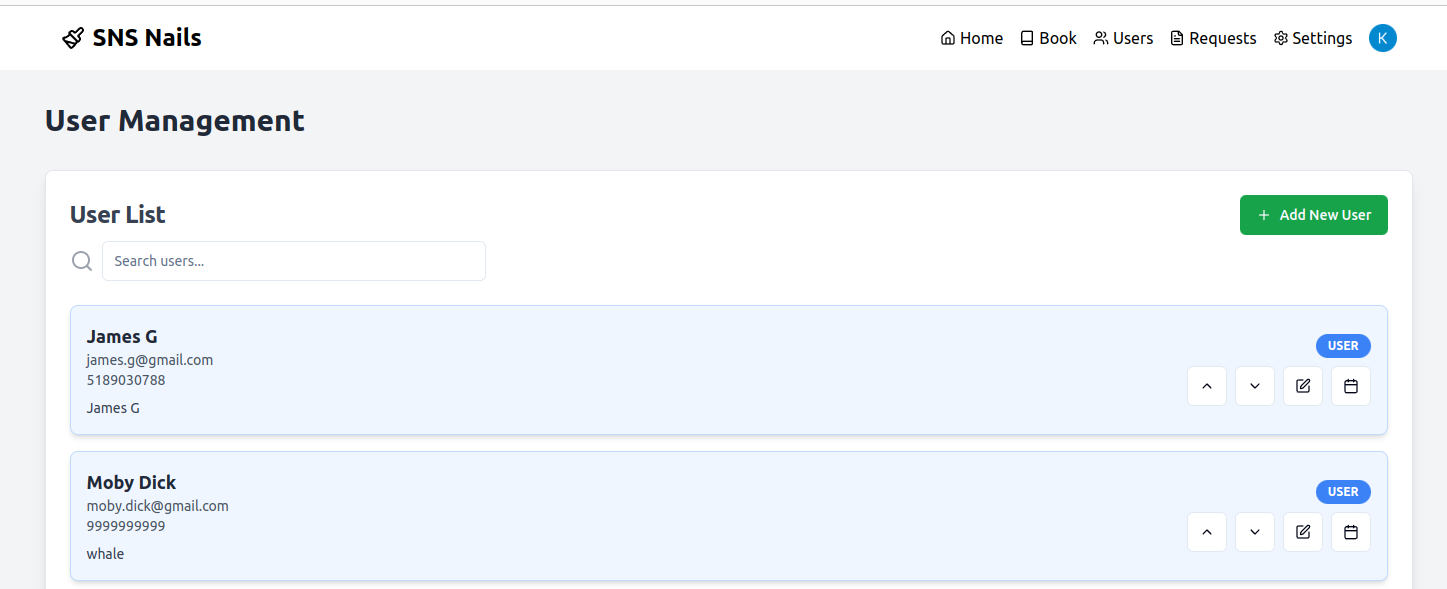 SNS Nails
Home Book Users Requests Settings K
User Management
User List
Add New User
Search users...
James G
james.g@gmail.com
5189030788
James G
USER
Moby Dick
moby.dick@gmail.com
9999999999
whale
USER